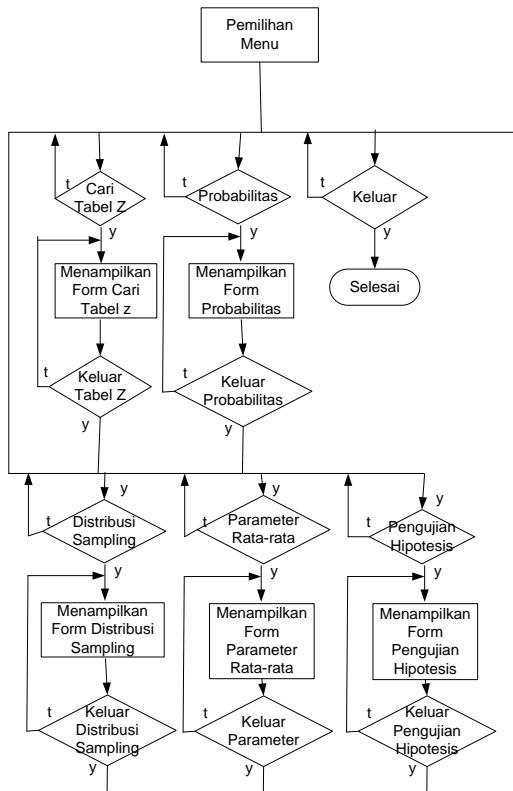 Pemilihan
Menu
t
Cari
Tabel Z
t
Probabilitas
t
Keluar
y
y
y
Menampilkan
Form Cari
Tabel z
Menampilkan
Form
Probabilitas
Selesai
t
Keluar
Tabel Z
t
Keluar
Probabilitas
y
y
y
y
y
t
Distribusi
Sampling
t
Parameter
Rata-rata
t
Pengujian
Hipotesis
y
y
y
Menampilkan
Form Distribusi
Sampling
Menampilkan
Form
Parameter
Rata-rata
Menampilkan
Form
Pengujian
Hipotesis
t
Keluar
Distribusi
Sampling
t
Keluar
Parameter
t
Keluar
Pengujian
Hipotesis
y
y
y